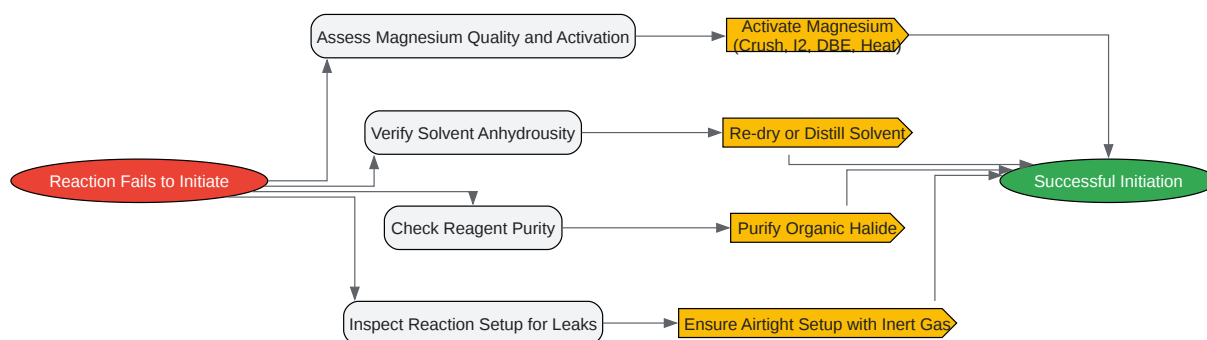 Assess Magnesium Quality and Activation
Activate Magnesium
(Crush, I2, DBE, Heat)
Verify Solvent Anhydrousity
Re-dry or Distill Solvent
Reaction Fails to Initiate
Successful Initiation
Check Reagent Purity
Purify Organic Halide
Inspect Reaction Setup for Leaks
Ensure Airtight Setup with Inert Gas